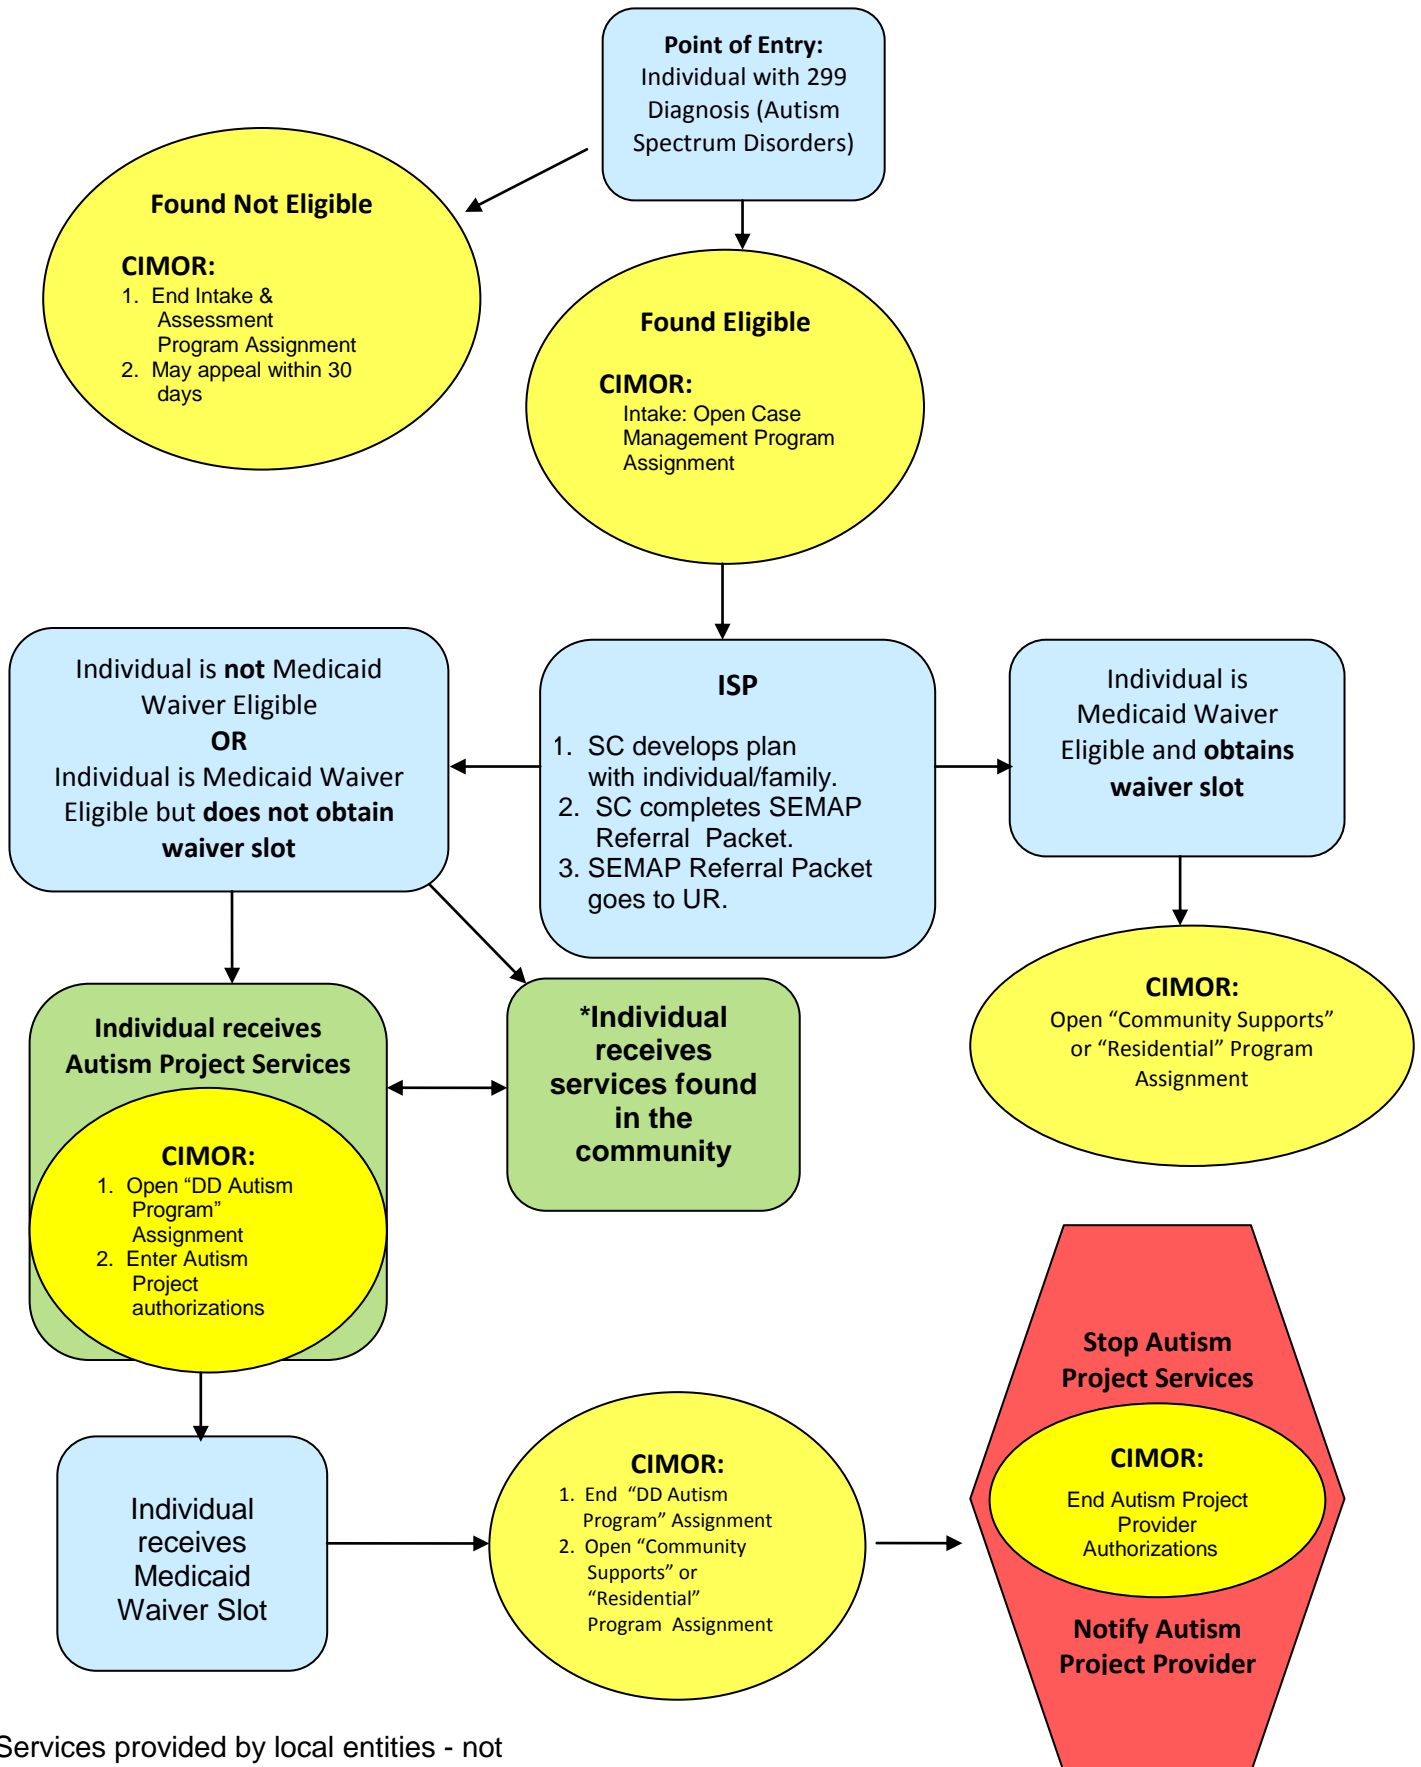 Point of Entry:
Individual with 299
Diagnosis (Autism
Spectrum Disorders)
Found Not Eligible
CIMOR:
1. End Intake &
Assessment
Program Assignment
2. May appeal within 30
days
Found Eligible
CIMOR:
Intake: Open Case
Management Program
Assignment
Individual is not Medicaid
Waiver Eligible
OR
Individual is Medicaid Waiver
Eligible but does not obtain
waiver slot
ISP
1. SC develops plan
with individual/family.
2. SC completes SEMAP
Referral Packet.
3. SEMAP Referral Packet
goes to UR.
Individual is
Medicaid Waiver
Eligible and obtains
waiver slot
CIMOR:
Open “Community Supports”
or “Residential” Program
Assignment
Individual receives
Autism Project Services
CIMOR:
1. Open “DD Autism
Program”
Assignment
2. Enter Autism
Project
authorizations
*Individual
receives
services found
in the
community
Individual
receives
Medicaid
Waiver Slot
CIMOR:
1. End “DD Autism
Program” Assignment
2. Open “Community
Supports” or
“Residential”
Program Assignment
Stop Autism
Project Services
CIMOR:
End Autism Project
Provider
Authorizations
Notify Autism
Project Provider
Services provided by local entities - not